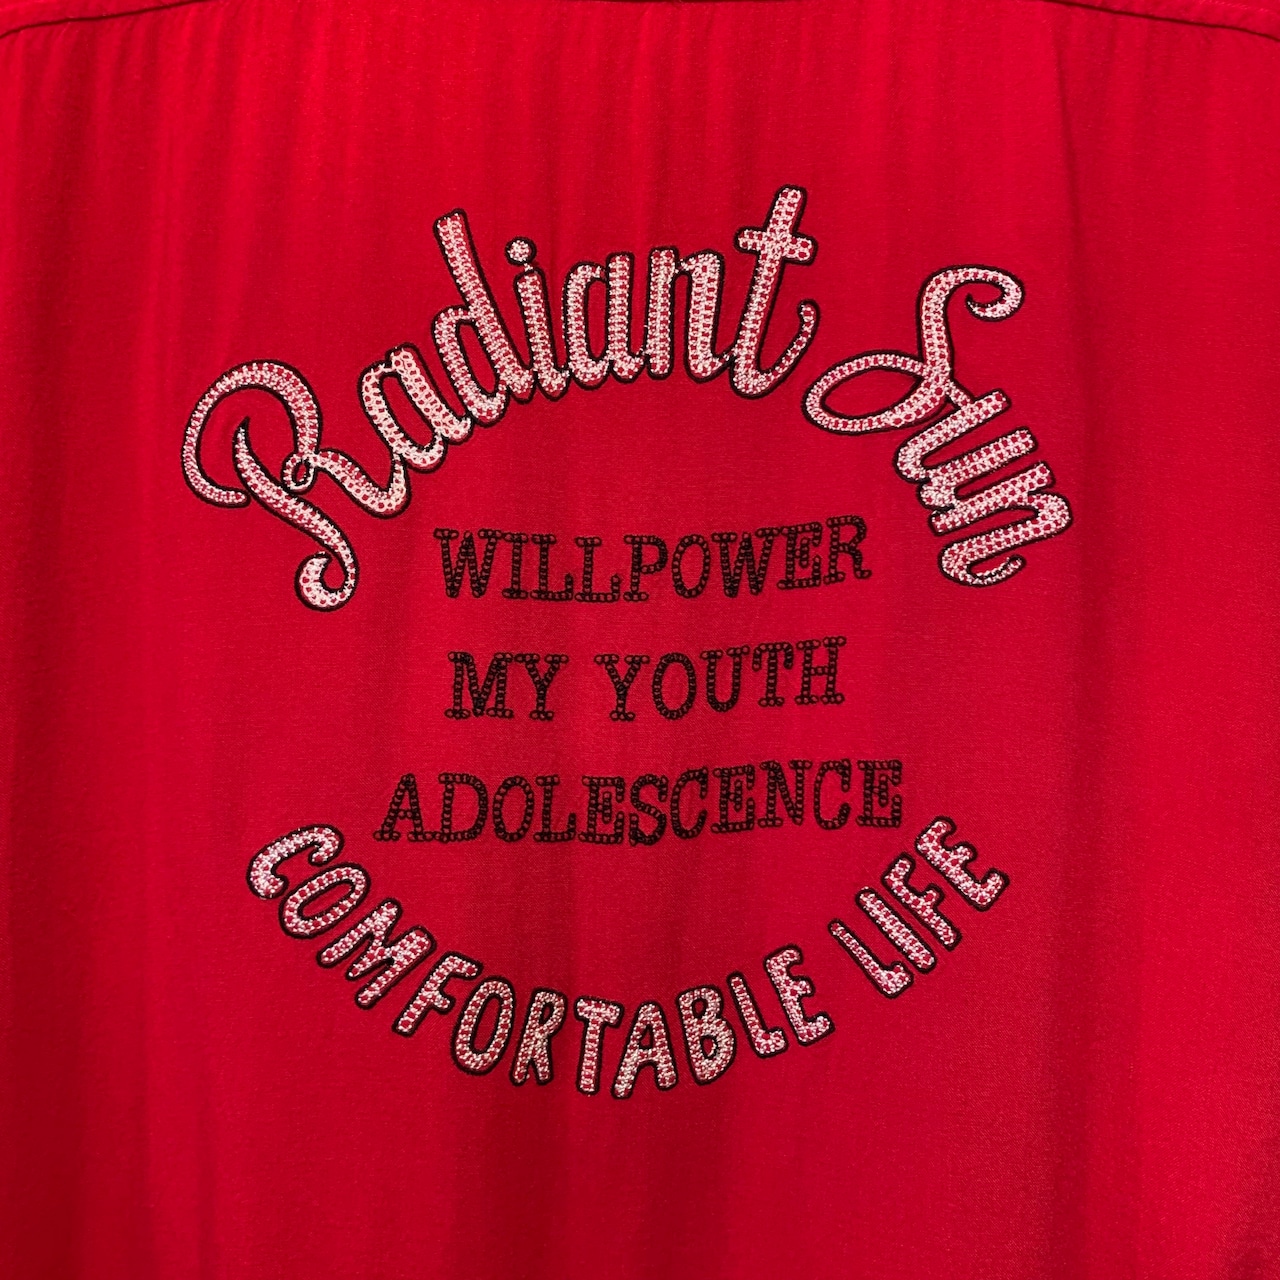 Radiant Sun
WILLPOWER
MY YOUTH
ADOLESCENCE
COMFORTABLE LIFE